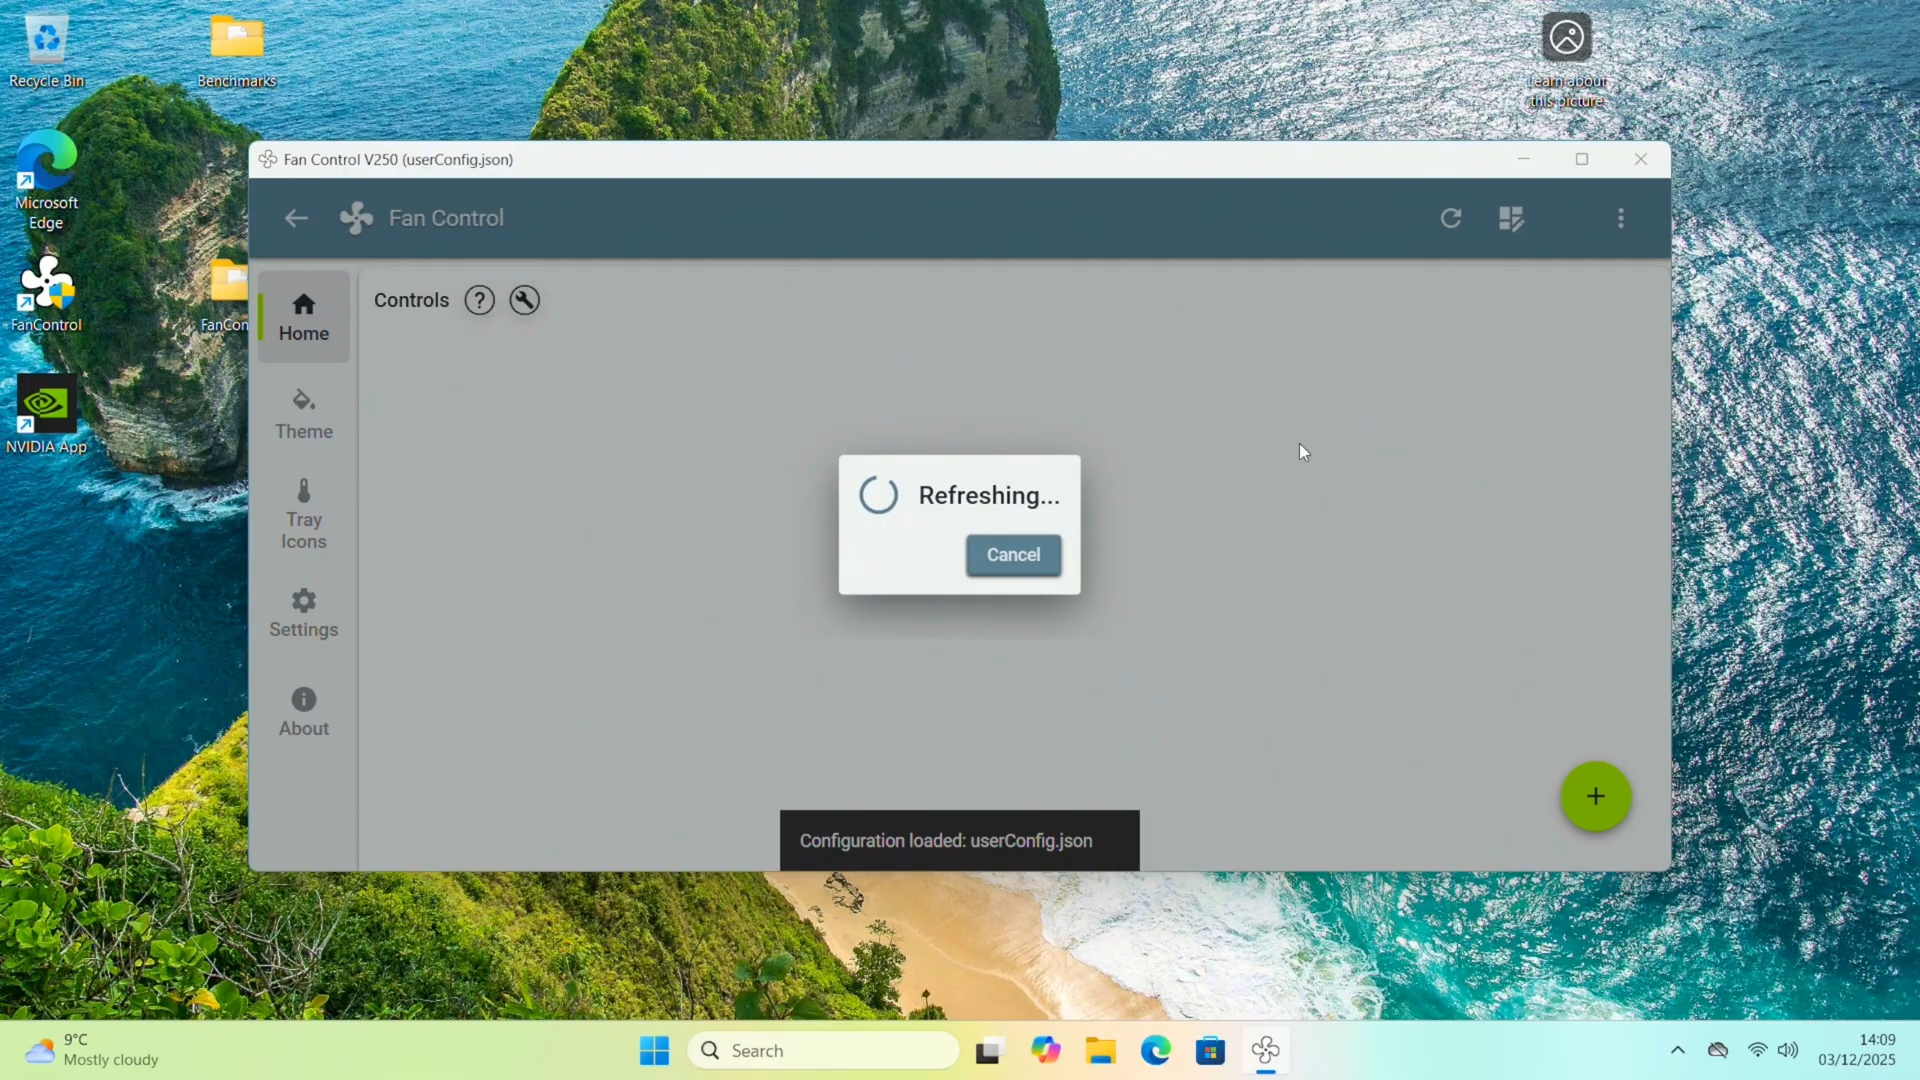 Recycle Bin
Benchmarks
Learn about
this picture
Microsoft
Edge
FanControl
FanCon
NVIDIA App
Fan Control V250 (userConfig.json)
Fan Control
Home
Controls
?
Theme
Tray
Icons
Settings
About
Refreshing...
Cancel
Configuration loaded: userConfig.json
+
9°C
Mostly cloudy
Search
14:09
03/12/2025